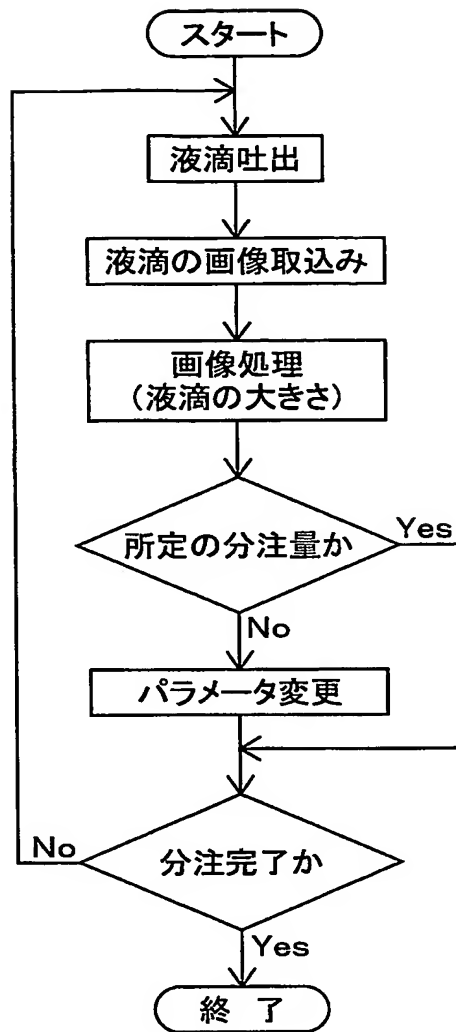 スタート
液滴吐出
液滴の画像取込み
画像処理
(液滴の大きさ)
所定の分注量か
Yes
No
パラメータ変更
分注完了か
No
Yes
終 了